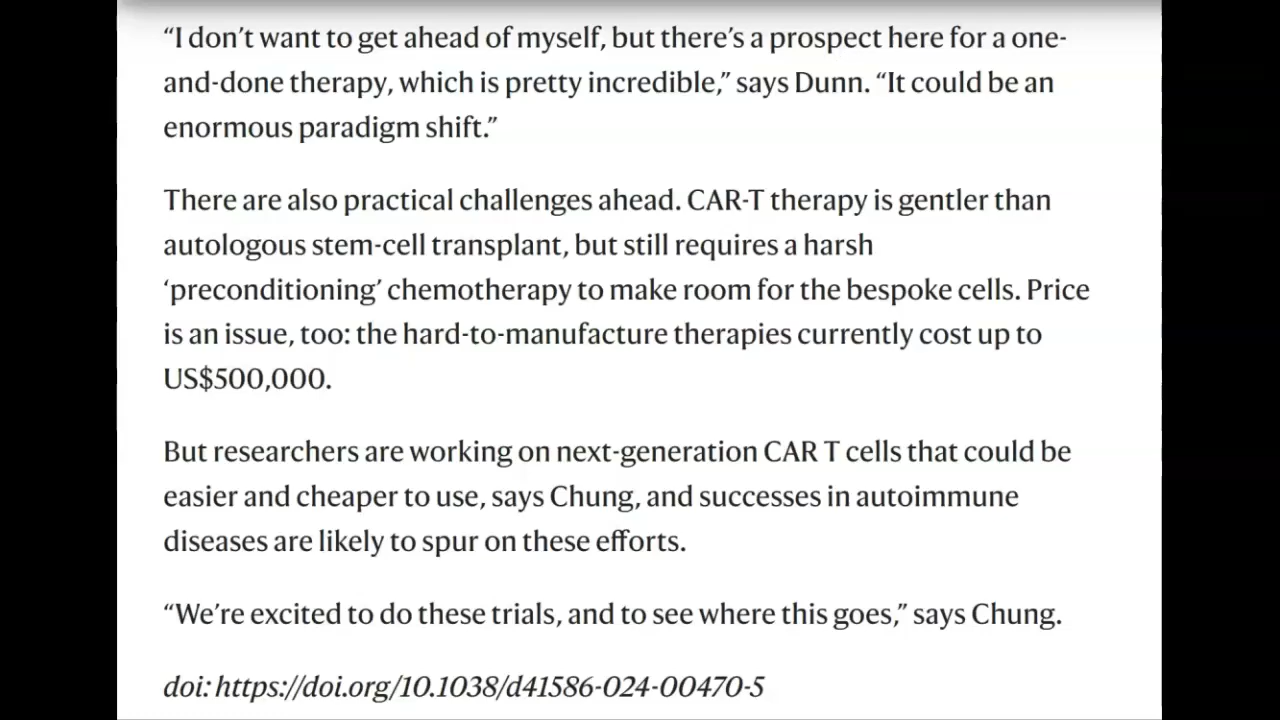 “I don’t want to get ahead of myself, but there’s a prospect here for a one-
and-done therapy, which is pretty incredible,” says Dunn. “It could be an
enormous paradigm shift.”
There are also practical challenges ahead. CAR-T therapy is gentler than
autologous stem-cell transplant, but still requires a harsh
‘preconditioning’ chemotherapy to make room for the bespoke cells. Price
is an issue, too: the hard-to-manufacture therapies currently cost up to
US$500,000.
But researchers are working on next-generation CAR T cells that could be
easier and cheaper to use, says Chung, and successes in autoimmune
diseases are likely to spur on these efforts.
“We’re excited to do these trials, and to see where this goes,” says Chung.
doi: https://doi.org/10.1038/d41586-024-00470-5